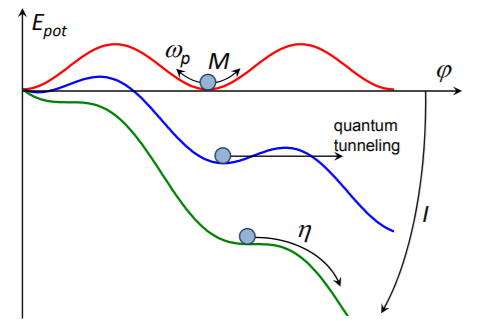 E_pot
ω_p M
φ
quantum
tunneling
I
η